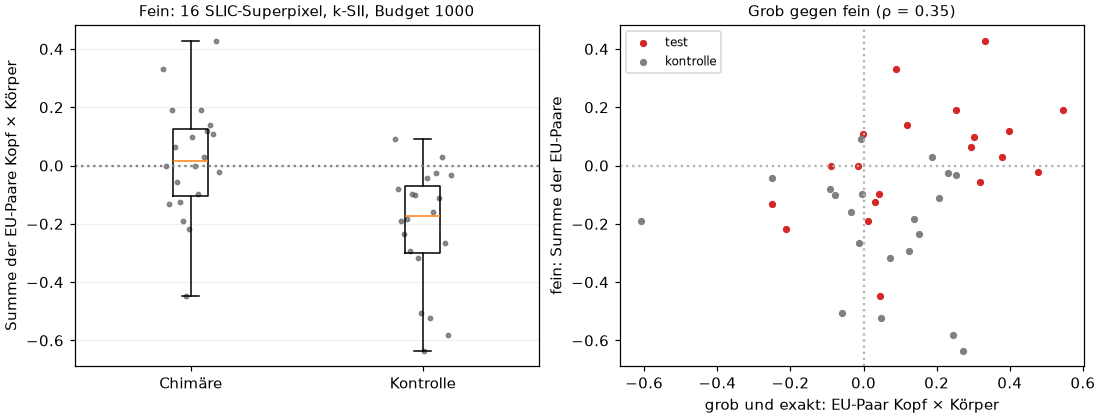 Fein: 16 SLIC-Superpixel, k-SII, Budget 1000
Summe der EU-Paare Kopf × Körper
0.4
0.2
0.0
−0.2
−0.4
−0.6
Chimäre
Kontrolle
Grob gegen fein (ρ = 0.35)
test
kontrolle
fein: Summe der EU-Paare
0.4
0.2
0.0
−0.2
−0.4
−0.6
−0.6
−0.4
−0.2
0.0
0.2
0.4
0.6
grob und exakt: EU-Paar Kopf × Körper